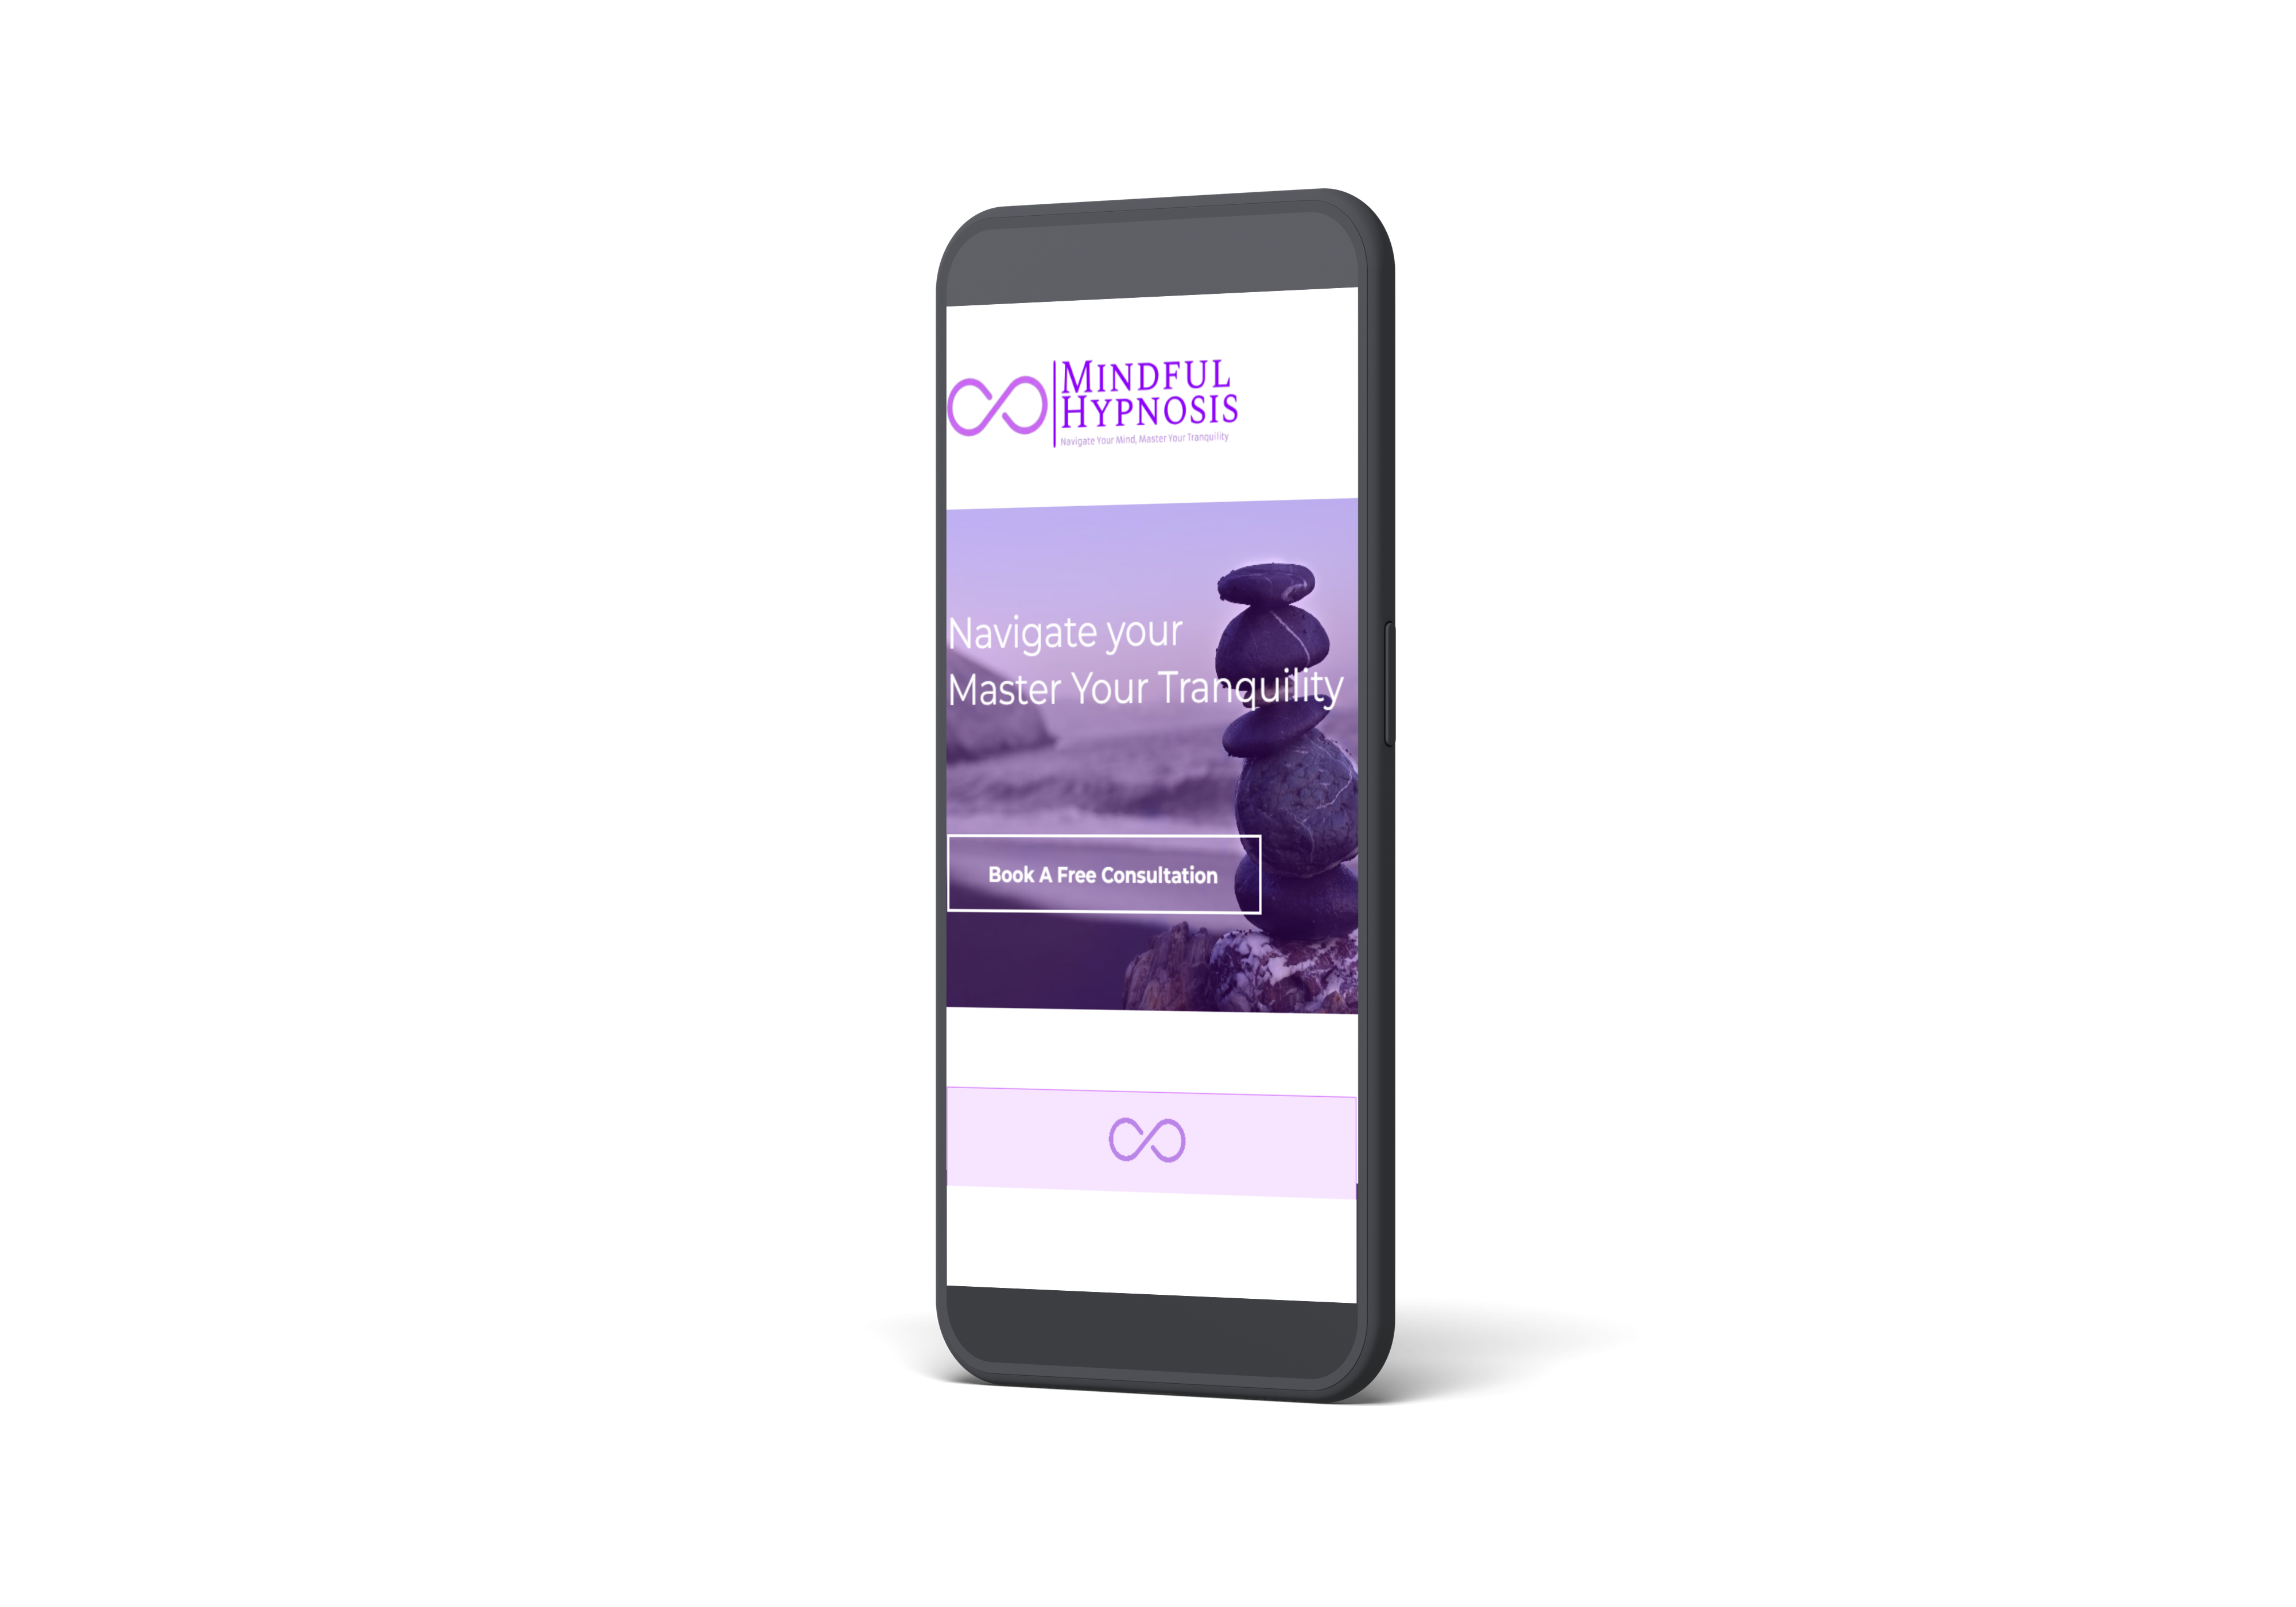 MINDFUL
HYPNOSIS
Navigate Your Mind, Master Your Tranquility
Navigate your
Master Your Tranquility
Book A Free Consultation